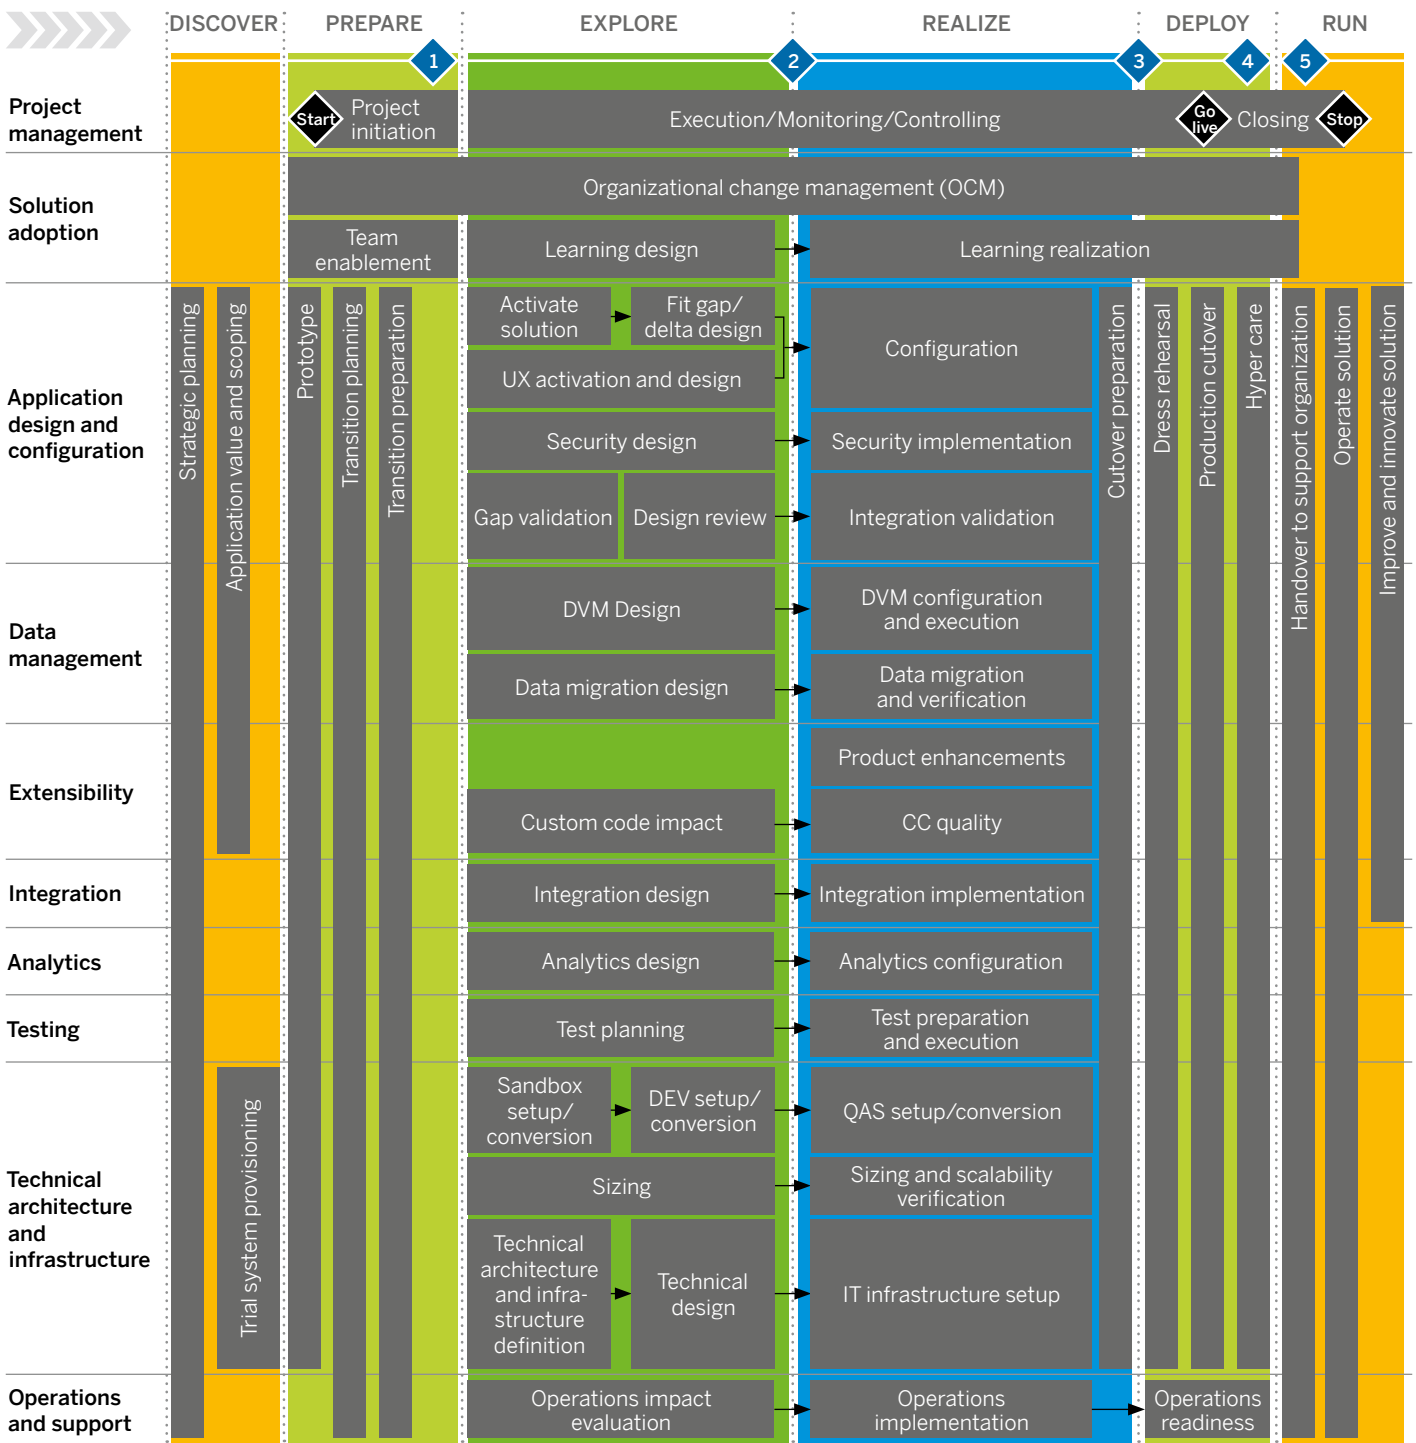 DISCOVER
PREPARE
EXPLORE
REALIZE
DEPLOY
RUN
1
2
3
4
5
Project
management
Start
Project
initiation
Execution/Monitoring/Controlling
Go
live
Closing
Stop
Solution
adoption
Organizational change management (OCM)
Team
enablement
Learning design
Learning realization
Application
design and
configuration
Strategic planning
Application value and scoping
Prototype
Transition planning
Transition preparation
Activate
solution
Fit gap/
delta design
UX activation and design
Configuration
Security design
Security implementation
Gap validation
Design review
Integration validation
Cutover preparation
Dress rehearsal
Production cutover
Hyper care
Handover to support organization
Operate solution
Improve and innovate solution
Data
management
DVM Design
DVM configuration
and execution
Data migration design
Data migration
and verification
Extensibility
Product enhancements
Custom code impact
CC quality
Integration
Integration design
Integration implementation
Analytics
Analytics design
Analytics configuration
Testing
Test planning
Test preparation
and execution
Technical
architecture
and
infrastructure
Trial system provisioning
Sandbox
setup/
conversion
DEV setup/
conversion
QAS setup/conversion
Sizing
Sizing and scalability
verification
Technical
architecture
and infra-
structure
definition
Technical
design
IT infrastructure setup
Operations
and support
Operations impact
evaluation
Operations
implementation
Operations
readiness